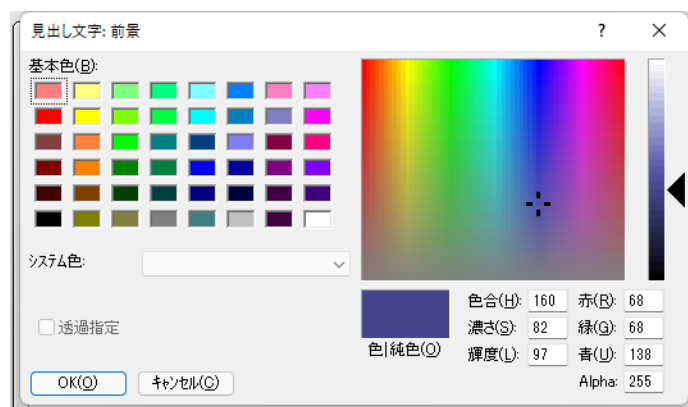 見出し文字: 前景
基本色(B):
システム色:
透過指定
OK(O)
キャンセル(C)
色|純色(O)
色合(H): 160
濃さ(S): 82
輝度(L): 97
赤(R): 68
緑(G): 68
青(U): 138
Alpha: 255